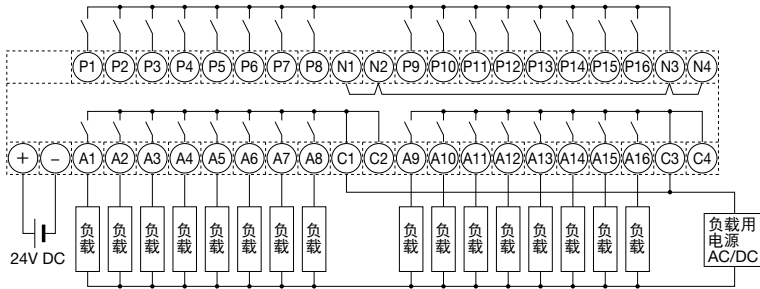 P1 P2 P3 P4 P5 P6 P7 P8 N1 N2 P9 P10 P11 P12 P13 P14 P15 P16 N3 N4
+ - A1 A2 A3 A4 A5 A6 A7 A8 C1 C2 A9 A10 A11 A12 A13 A14 A15 A16 C3 C4
24V DC
负载 负载 负载 负载 负载 负载 负载 负载 负载 负载 负载 负载 负载 负载 负载 负载
负载用
电源
AC/DC